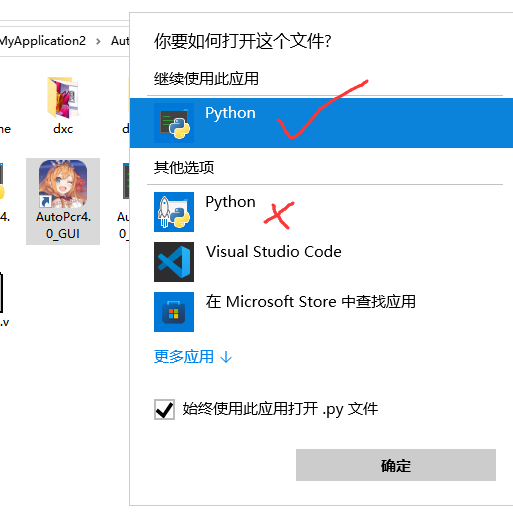 MyApplication2 > Aut
你要如何打开这个文件?
继续使用此应用
Python
其他选项
Python
Visual Studio Code
在 Microsoft Store 中查找应用
更多应用 ↓
始终使用此应用打开 .py 文件
确定
ne
dxc
d
4.
AutoPcr4.
0_GUI
Au
0_
.v